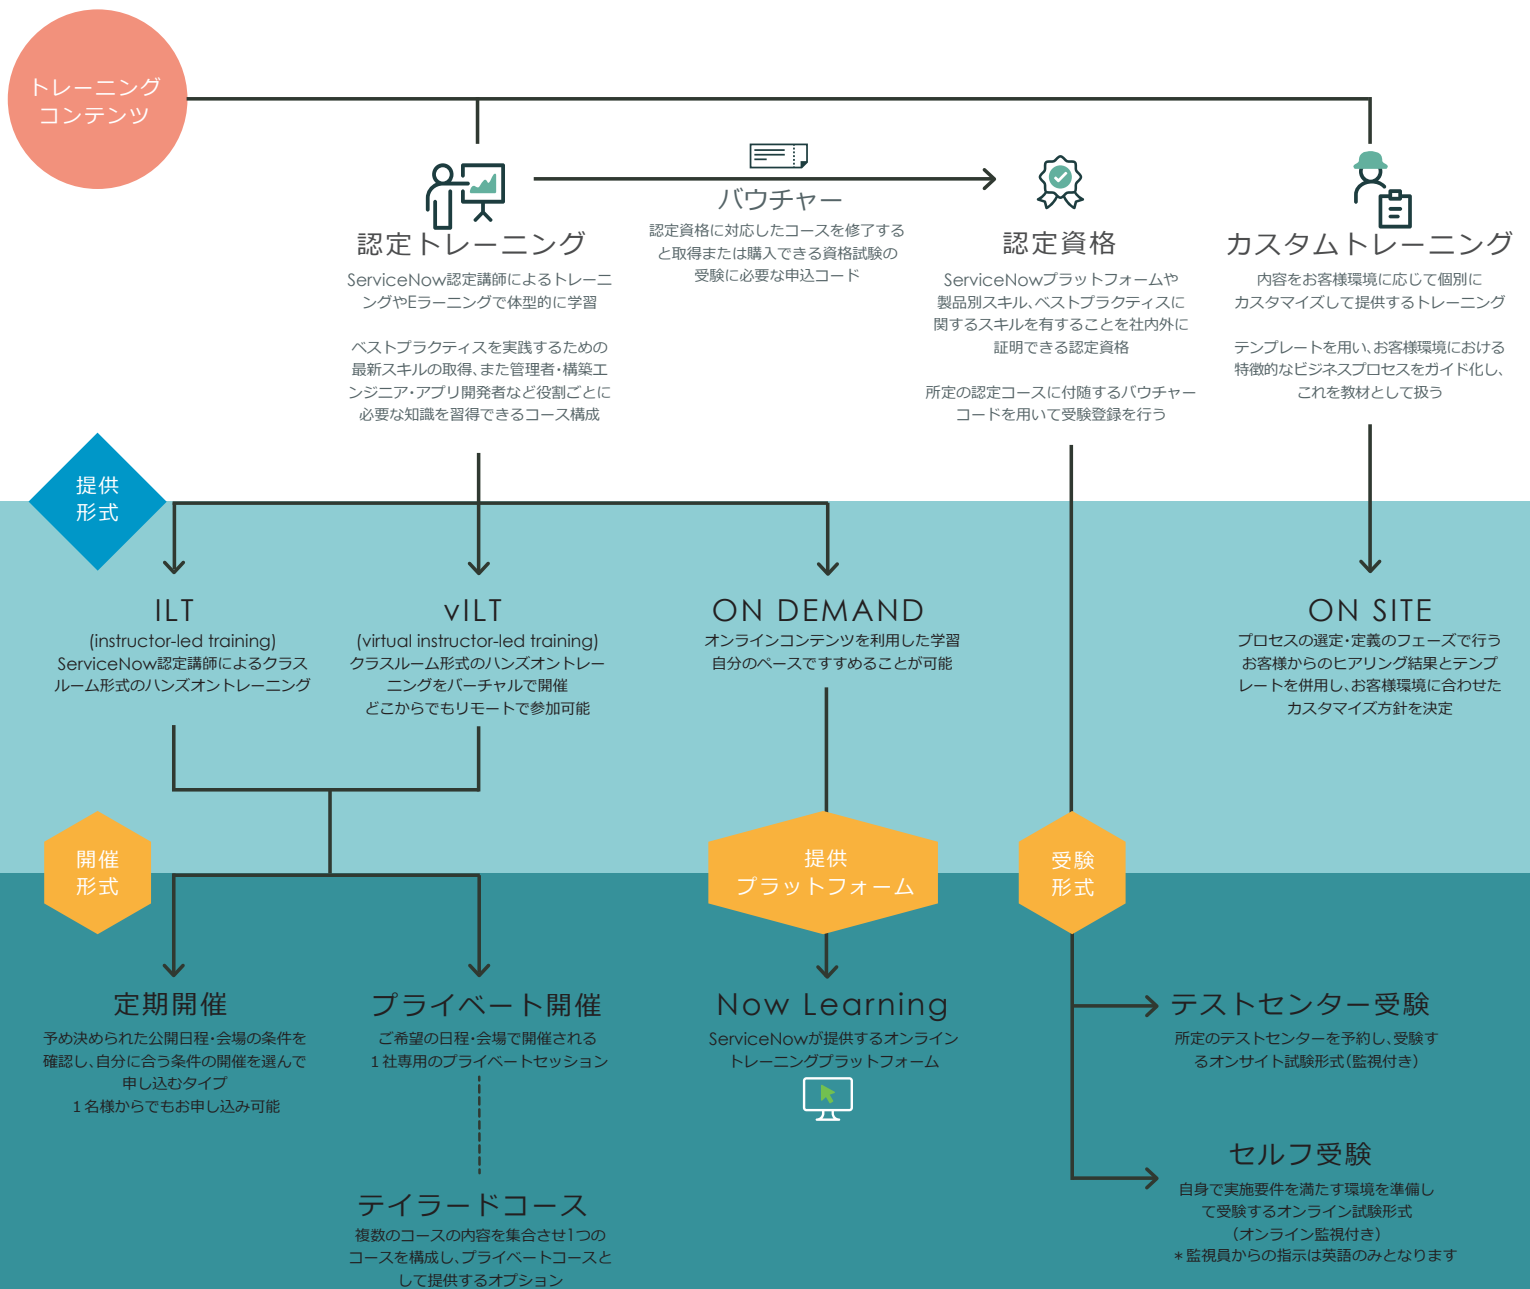 トレーニング
コンテンツ
認定トレーニング
ServiceNow認定講師によるトレーニ
ングやEラーニングで体型的に学習
ベストプラクティスを実践するための
最新スキルの取得、また管理者・構築エ
ンジニア・アプリ開発者など役割ごとに
必要な知識を習得できるコース構成
バウチャー
認定資格に対応したコースを修了する
と取得または購入できる資格試験の
受験に必要な申込コード
認定資格
ServiceNowプラットフォームや
製品別スキル、ベストプラクティスに
関するスキルを有することを社内外に
証明できる認定資格
所定の認定コースに付随するバウチャー
コードを用いて受験登録を行う
カスタムトレーニング
内容をお客様環境に応じて個別に
カスタマイズして提供するトレーニング
テンプレートを用い、お客様環境における
特徴的なビジネスプロセスをガイド化し、
これを教材として扱う
提供
形式
ILT
(instructor-led training)
ServiceNow認定講師によるクラス
ルーム形式のハンズオントレーニング
vILT
(virtual instructor-led training)
クラスルーム形式のハンズオントレー
ニングをバーチャルで開催
どこからでもリモートで参加可能
ON DEMAND
オンラインコンテンツを利用した学習
自分のペースですすめることが可能
ON SITE
プロセスの選定・定義のフェーズで行う
お客様からのヒアリング結果とテンプ
レートを併用し、お客様環境に合わせた
カスタマイズ方針を決定
開催
形式
提供
プラットフォーム
受験
形式
定期開催
予め決められた公開日程・会場の条件を
確認し、自分に合う条件の開催を選んで
申し込むタイプ
1名様からでもお申し込み可能
プライベート開催
ご希望の日程・会場で開催される
1社専用のプライベートセッション
Now Learning
ServiceNowが提供するオンライン
トレーニングプラットフォーム
テストセンター受験
所定のテストセンターを予約し、受験す
るオンサイト試験形式(監視付き)
セルフ受験
自身で実施要件を満たす環境を準備し
て受験するオンライン試験形式
(オンライン監視付き)
*監視員からの指示は英語のみとなります
テイラードコース
複数のコースの内容を集合させ1つの
コースを構成し、プライベートコースと
して提供するオプション